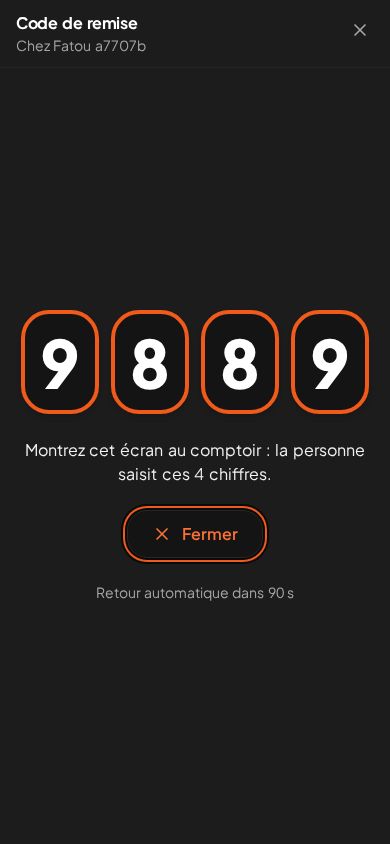 Code de remise
Chez Fatou a7707b
9 8 8 9
Montrez cet écran au comptoir : la personne
saisit ces 4 chiffres.
Fermer
Retour automatique dans 90 s